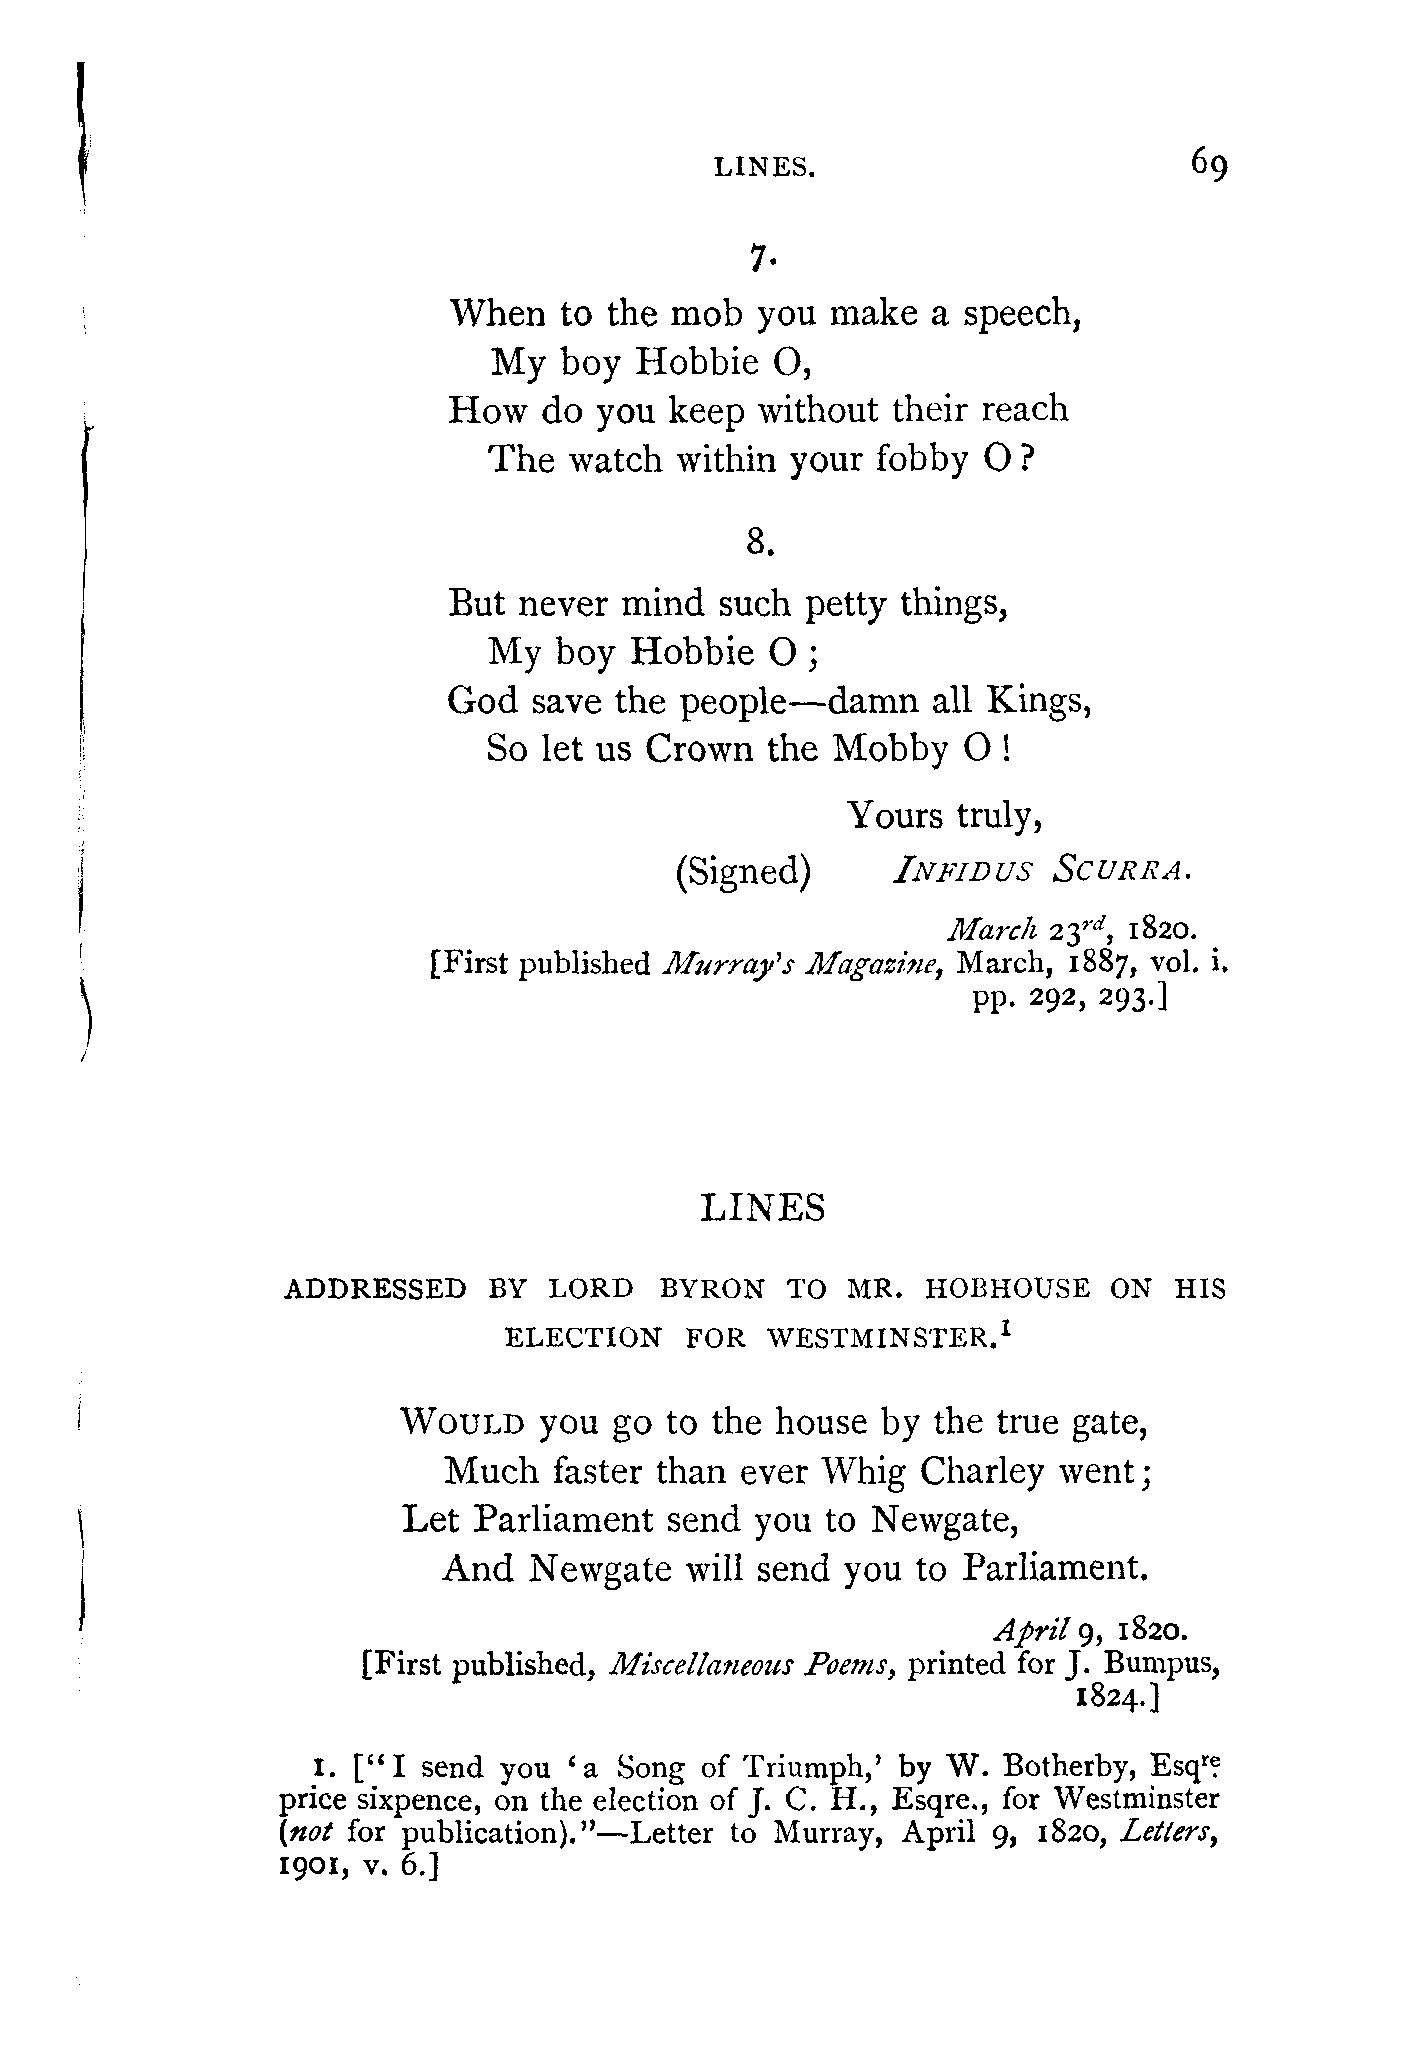 LINES. 69
7.
When to the mob you make a speech,
My boy Hobbie O,
How do you keep without their reach
The watch within your fobby O?
8.
But never mind such petty things,
My boy Hobbie O;
God save the people—damn all Kings,
So let us Crown the Mobby O!
Yours truly,
(Signed) INFIDUS SCURRA.
March 23rd, 1820.
[First published Murray's Magazine, March, 1887, vol. i.
pp. 292, 293.]
LINES
ADDRESSED BY LORD BYRON TO MR. HOBHOUSE ON HIS
ELECTION FOR WESTMINSTER.1
WOULD you go to the house by the true gate,
Much faster than ever Whig Charley went;
Let Parliament send you to Newgate,
And Newgate will send you to Parliament.
April 9, 1820.
[First published, Miscellaneous Poems, printed for J. Bumpus,
1824.]
1. ["I send you 'a Song of Triumph,' by W. Botherby, Esqre.
price sixpence, on the election of J. C. H., Esqre., for Westminster
(not for publication)."—Letter to Murray, April 9, 1820, Letters,
1901, v. 6.]